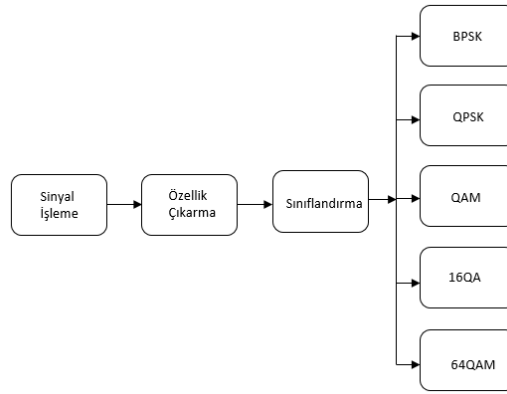 Sinyal
İşleme
Özellik
Çıkarma
Sınıflandırma
BPSK
QPSK
QAM
16QA
64QAM